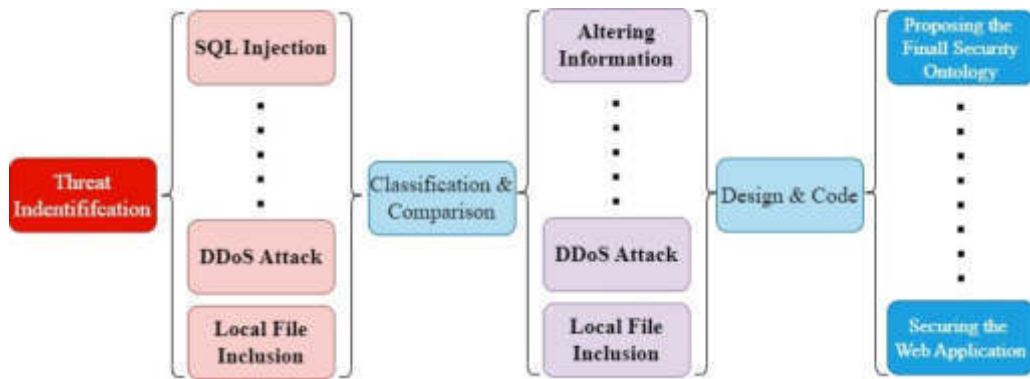 Threat
Indentififcation
SQL Injection
DDoS Attack
Local File
Inclusion
Classification &
Comparison
Altering
Information
DDoS Attack
Local File
Inclusion
Design & Code
Proposing the
Finall Security
Ontology
Securing the
Web Application